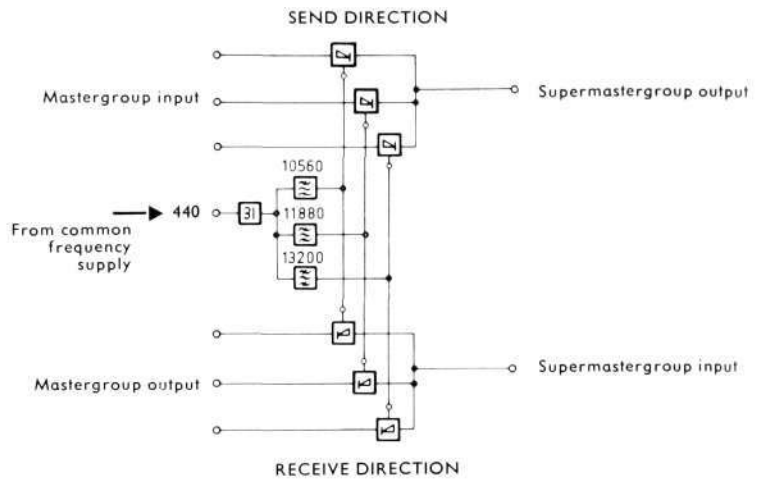 SEND DIRECTION
Mastergroup input
Supermastergroup output
10560
440
31
11880
From common
frequency
supply
13200
Mastergroup output
Supermastergroup input
RECEIVE DIRECTION